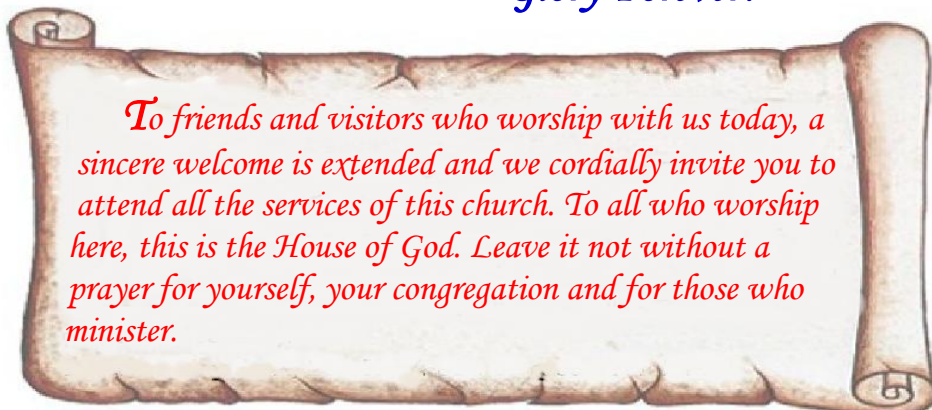 To friends and visitors who worship with us today, a
sincere welcome is extended and we cordially invite you to
attend all the services of this church. To all who worship
here, this is the House of God. Leave it not without a
prayer for yourself, your congregation and for those who
minister.